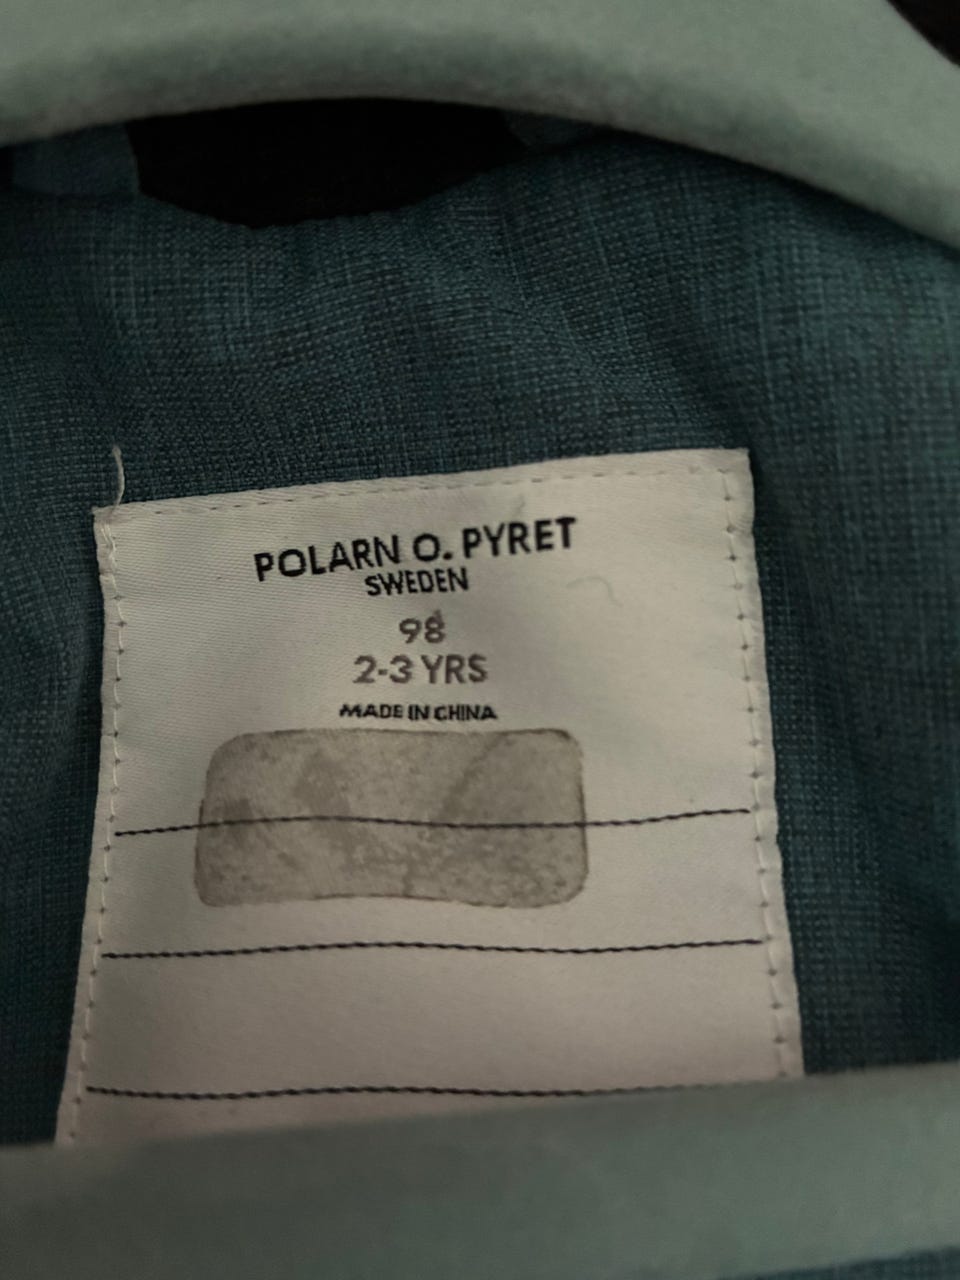 POLARN O. PYRET
SWEDEN
98
2-3 YRS
MADE IN CHINA